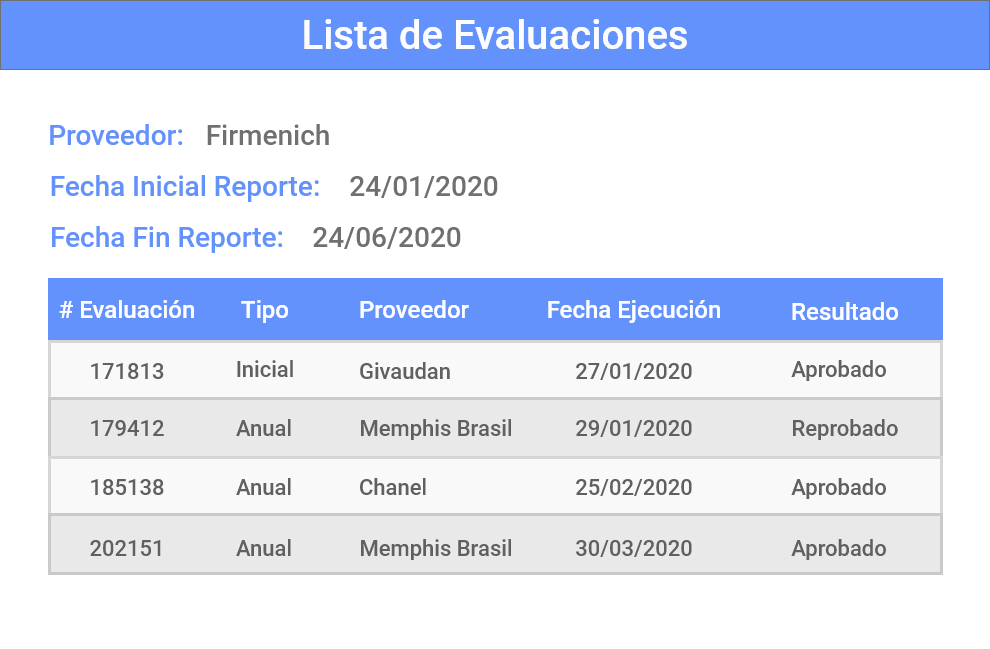 Lista de Evaluaciones
Proveedor: Firmenich
Fecha Inicial Reporte: 24/01/2020
Fecha Fin Reporte: 24/06/2020
# Evaluación Tipo Proveedor Fecha Ejecución Resultado
171813 Inicial Givaudan 27/01/2020 Aprobado
179412 Anual Memphis Brasil 29/01/2020 Reprobado
185138 Anual Chanel 25/02/2020 Aprobado
202151 Anual Memphis Brasil 30/03/2020 Aprobado